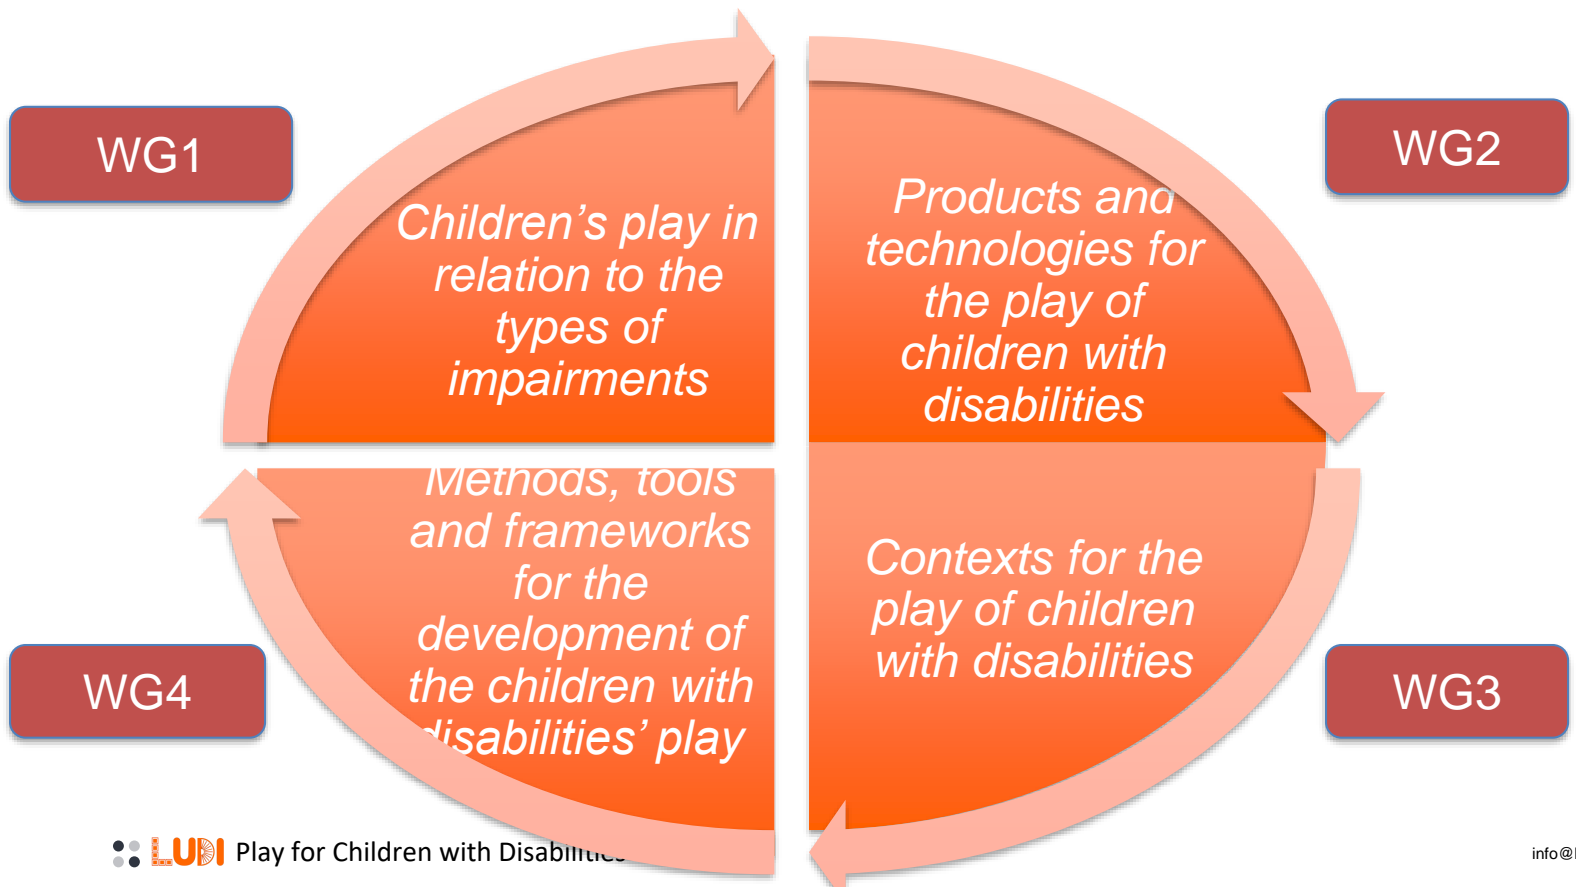 WG1
Children’s play in
relation to the
types of
impairments
WG2
Products and
technologies for
the play of
children with
disabilities
WG4
Methods, tools
and frameworks
for the
development of
the children with
disabilities’ play
WG3
Contexts for the
play of children
with disabilities
LUDI Play for Children with Disabilities
info@